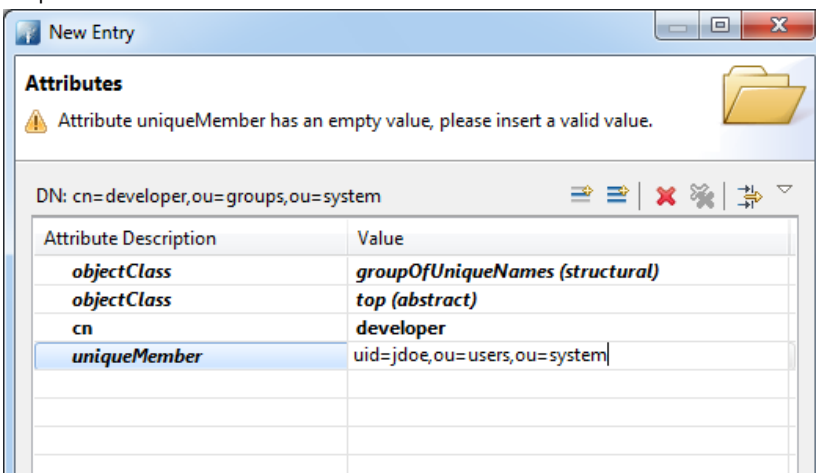 New Entry
Attributes
Attribute uniqueMember has an empty value, please insert a valid value.
DN: cn=developer,ou=groups,ou=system
Attribute Description Value
objectClass groupOfUniqueNames (structural)
objectClass top (abstract)
cn developer
uniqueMember uid=jdoe,ou=users,ou=system